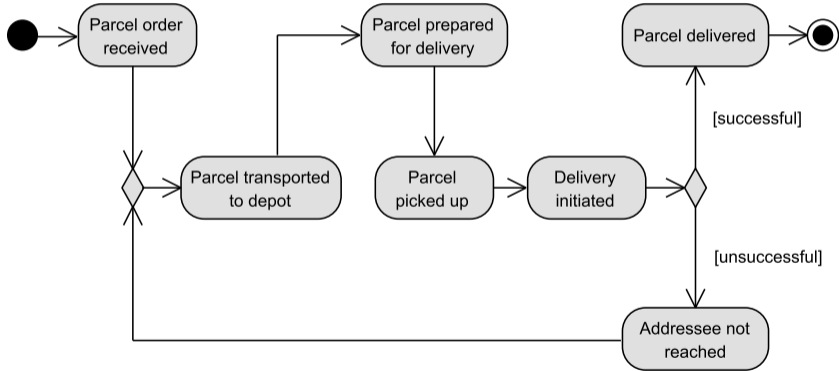 Parcel order
received
Parcel prepared
for delivery
Parcel delivered
[successful]
Parcel transported
to depot
Parcel
picked up
Delivery
initiated
[unsuccessful]
Addressee not
reached